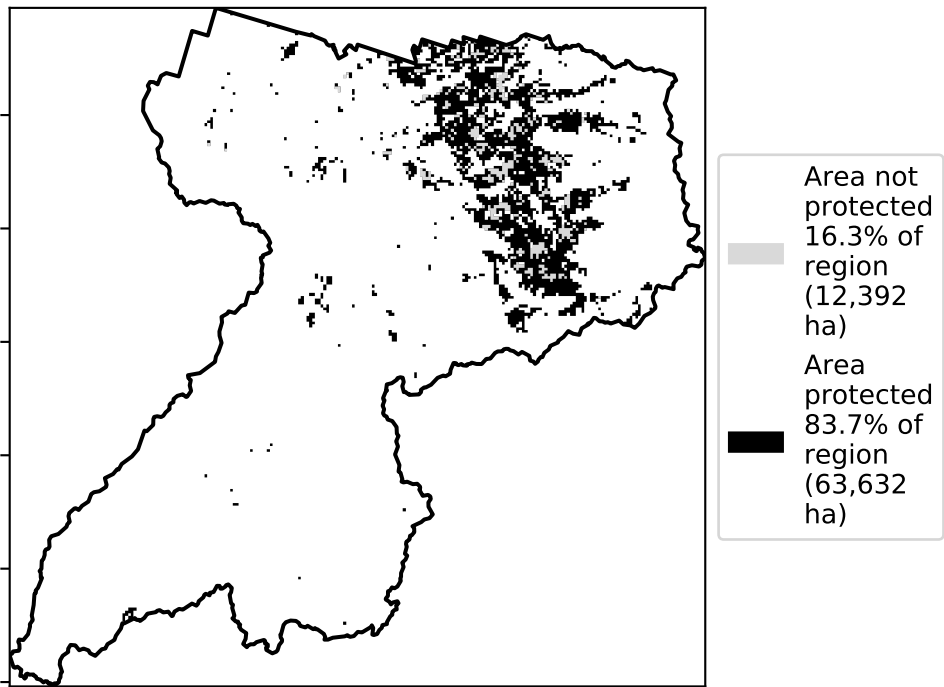 Area not
protected
16.3% of
region
(12,392
ha)
Area
protected
83.7% of
region
(63,632
ha)